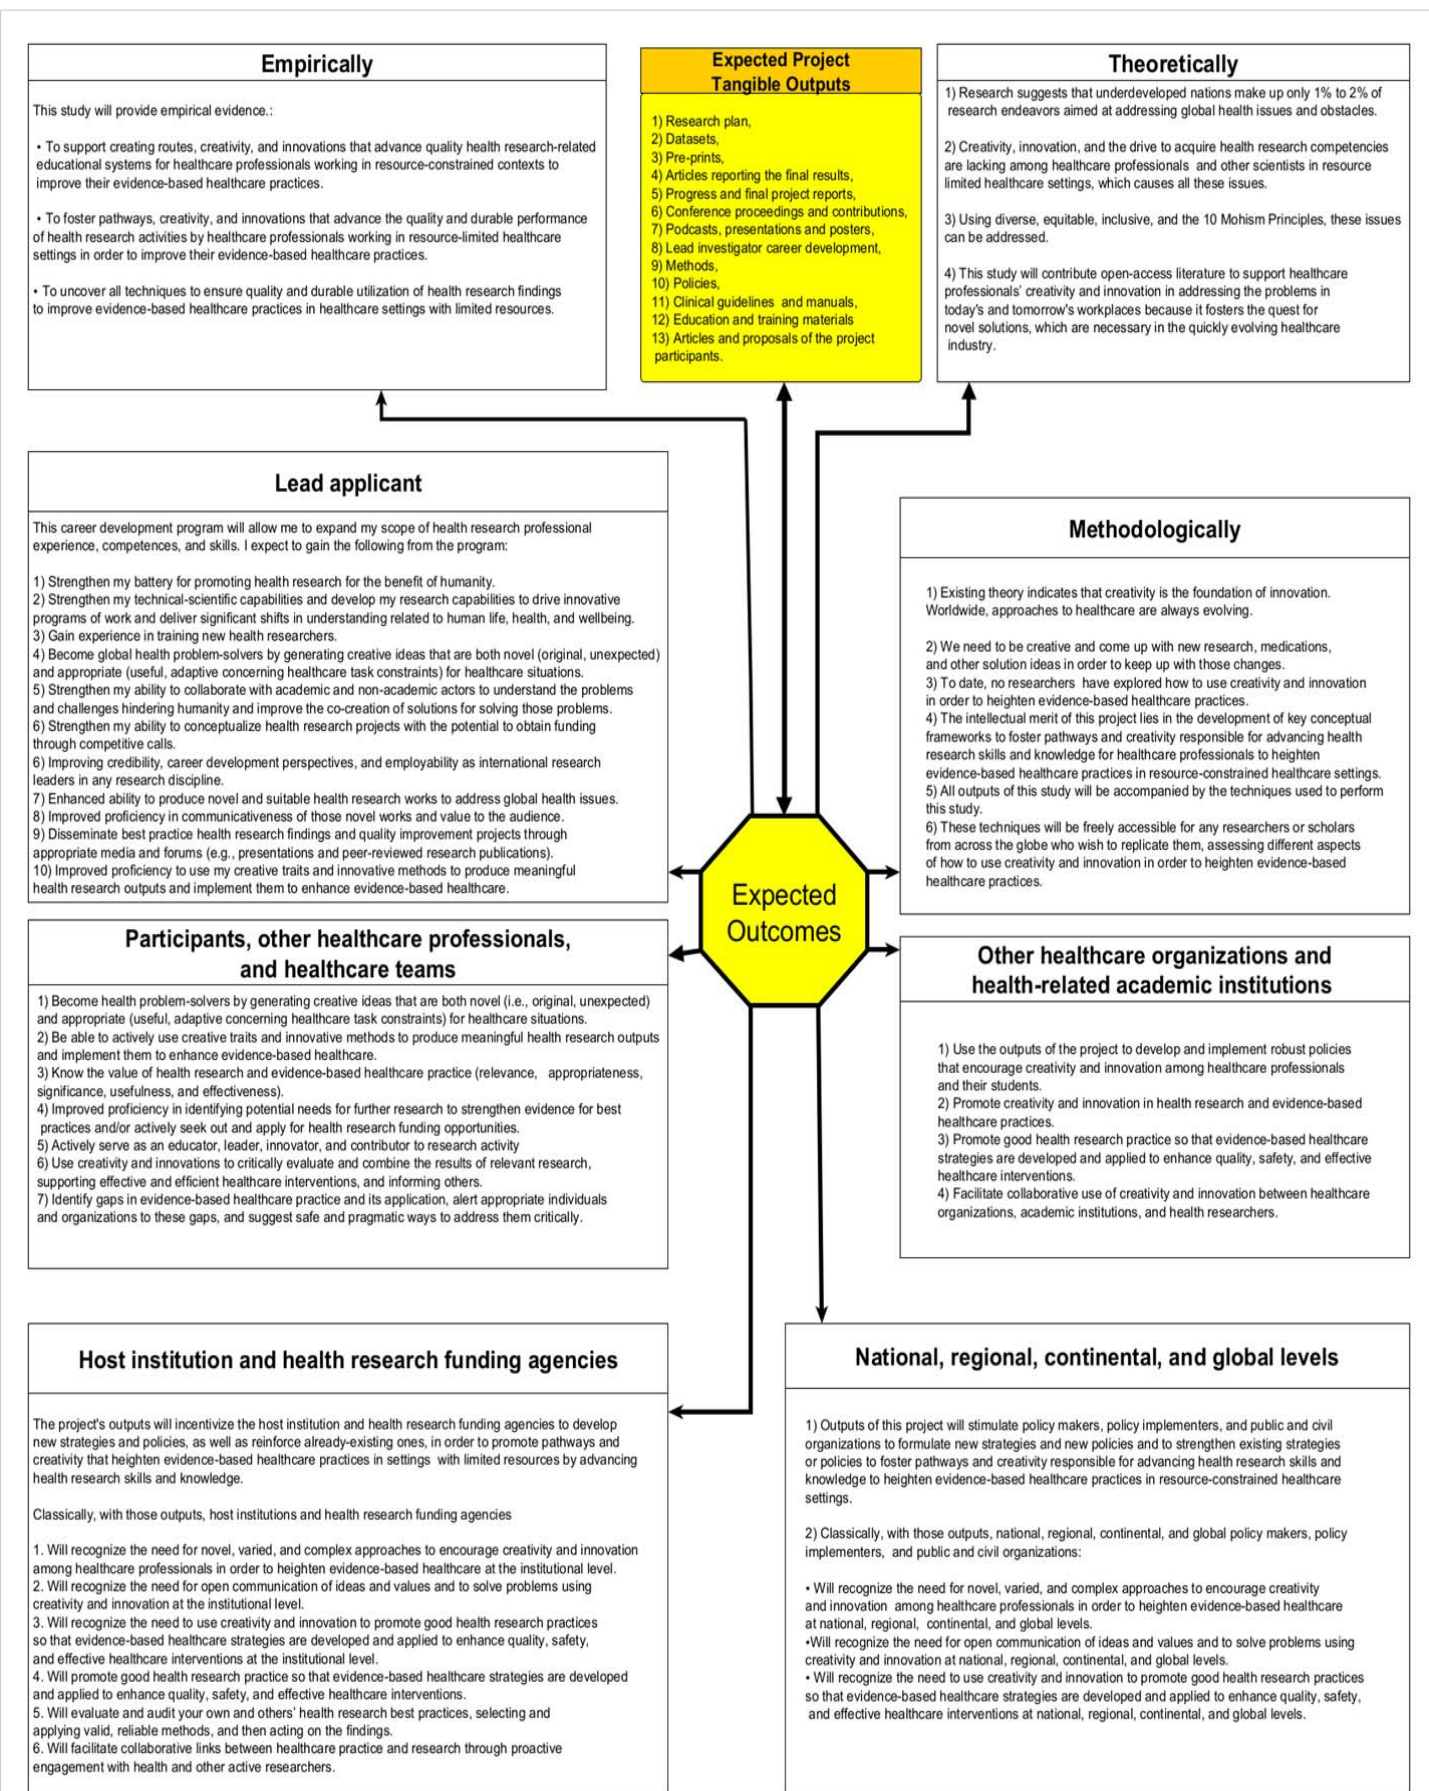 Empirically
This study will provide empirical evidence.:
• To support creating routes, creativity, and innovations that advance quality health research-related
educational systems for healthcare professionals working in resource-constrained contexts to
improve their evidence-based healthcare practices.
• To foster pathways, creativity, and innovations that advance the quality and durable performance
of health research activities by healthcare professionals working in resource-limited healthcare
settings in order to improve their evidence-based healthcare practices.
• To uncover all techniques to ensure quality and durable utilization of health research findings
to improve evidence-based healthcare practices in healthcare settings with limited resources.
Expected Project
Tangible Outputs
1) Research plan,
2) Datasets,
3) Pre-prints,
4) Articles reporting the final results,
5) Progress and final project reports,
6) Conference proceedings and contributions,
7) Podcasts, presentations and posters,
8) Lead investigator career development,
9) Methods,
10) Policies,
11) Clinical guidelines and manuals,
12) Education and training materials
13) Articles and proposals of the project
participants.
Theoretically
1) Research suggests that underdeveloped nations make up only 1% to 2% of
research endeavors aimed at addressing global health issues and obstacles.
2) Creativity, innovation, and the drive to acquire health research competencies
are lacking among healthcare professionals and other scientists in resource
limited healthcare settings, which causes all these issues.
3) Using diverse, equitable, inclusive, and the 10 Mohism Principles, these issues
can be addressed.
4) This study will contribute open-access literature to support healthcare
professionals' creativity and innovation in addressing the problems in
today's and tomorrow's workplaces because it fosters the quest for
novel solutions, which are necessary in the quickly evolving healthcare
industry.
Lead applicant
This career development program will allow me to expand my scope of health research professional
experience, competences, and skills. I expect to gain the following from the program:
1) Strengthen my battery for promoting health research for the benefit of humanity.
2) Strengthen my technical-scientific capabilities and develop my research capabilities to drive innovative
programs of work and deliver significant shifts in understanding related to human life, health, and wellbeing.
3) Gain experience in training new health researchers.
4) Become global health problem-solvers by generating creative ideas that are both novel (original, unexpected)
and appropriate (useful, adaptive concerning healthcare task constraints) for healthcare situations.
5) Strengthen my ability to collaborate with academic and non-academic actors to understand the problems
and challenges hindering humanity and improve the co-creation of solutions for solving those problems.
6) Strengthen my ability to conceptualize health research projects with the potential to obtain funding
through competitive calls.
6) Improving credibility, career development perspectives, and employability as international research
leaders in any research discipline.
7) Enhanced ability to produce novel and suitable health research works to address global health issues.
8) Improved proficiency in communicativeness of those novel works and value to the audience.
9) Disseminate best practice health research findings and quality improvement projects through
appropriate media and forums (e.g., presentations and peer-reviewed research publications).
10) Improved proficiency to use my creative traits and innovative methods to produce meaningful
health research outputs and implement them to enhance evidence-based healthcare.
Methodologically
1) Existing theory indicates that creativity is the foundation of innovation.
Worldwide, approaches to healthcare are always evolving.
2) We need to be creative and come up with new research, medications,
and other solution ideas in order to keep up with those changes.
3) To date, no researchers have explored how to use creativity and innovation
in order to heighten evidence-based healthcare practices.
4) The intellectual merit of this project lies in the development of key conceptual
frameworks to foster pathways and creativity responsible for advancing health
research skills and knowledge for healthcare professionals to heighten
evidence-based healthcare practices in resource-constrained healthcare settings.
5) All outputs of this study will be accompanied by the techniques used to perform
this study.
6) These techniques will be freely accessible for any researchers or scholars
from across the globe who wish to replicate them, assessing different aspects
of how to use creativity and innovation in order to heighten evidence-based
healthcare practices.
Expected
Outcomes
Participants, other healthcare professionals,
and healthcare teams
1) Become health problem-solvers by generating creative ideas that are both novel (i.e., original, unexpected)
and appropriate (useful, adaptive concerning healthcare task constraints) for healthcare situations.
2) Be able to actively use creative traits and innovative methods to produce meaningful health research outputs
and implement them to enhance evidence-based healthcare.
3) Know the value of health research and evidence-based healthcare practice (relevance, appropriateness,
significance, usefulness, and effectiveness).
4) Improved proficiency in identifying potential needs for further research to strengthen evidence for best
practices and/or actively seek out and apply for health research funding opportunities.
5) Actively serve as an educator, leader, innovator, and contributor to research activity
6) Use creativity and innovations to critically evaluate and combine the results of relevant research,
supporting effective and efficient healthcare interventions, and informing others.
7) Identify gaps in evidence-based healthcare practice and its application, alert appropriate individuals
and organizations to these gaps, and suggest safe and pragmatic ways to address them critically.
Other healthcare organizations and
health-related academic institutions
1) Use the outputs of the project to develop and implement robust policies
that encourage creativity and innovation among healthcare professionals
and their students.
2) Promote creativity and innovation in health research and evidence-based
healthcare practices.
3) Promote good health research practice so that evidence-based healthcare
strategies are developed and applied to enhance quality, safety, and effective
healthcare interventions.
4) Facilitate collaborative use of creativity and innovation between healthcare
organizations, academic institutions, and health researchers.
Host institution and health research funding agencies
The project's outputs will incentivize the host institution and health research funding agencies to develop
new strategies and policies, as well as reinforce already-existing ones, in order to promote pathways and
creativity that heighten evidence-based healthcare practices in settings with limited resources by advancing
health research skills and knowledge.
Classically, with those outputs, host institutions and health research funding agencies
1. Will recognize the need for novel, varied, and complex approaches to encourage creativity and innovation
among healthcare professionals in order to heighten evidence-based healthcare at the institutional level.
2. Will recognize the need for open communication of ideas and values and to solve problems using
creativity and innovation at the institutional level.
3. Will recognize the need to use creativity and innovation to promote good health research practices
so that evidence-based healthcare strategies are developed and applied to enhance quality, safety,
and effective healthcare interventions at the institutional level.
4. Will promote good health research practice so that evidence-based healthcare strategies are developed
and applied to enhance quality, safety, and effective healthcare interventions.
5. Will evaluate and audit your own and others' health research best practices, selecting and
applying valid, reliable methods, and then acting on the findings.
6. Will facilitate collaborative links between healthcare practice and research through proactive
engagement with health and other active researchers.
National, regional, continental, and global levels
1) Outputs of this project will stimulate policy makers, policy implementers, and public and civil
organizations to formulate new strategies and new policies and to strengthen existing strategies
or policies to foster pathways and creativity responsible for advancing health research skills and
knowledge to heighten evidence-based healthcare practices in resource-constrained healthcare
settings.
2) Classically, with those outputs, national, regional, continental, and global policy makers, policy
implementers, and public and civil organizations:
• Will recognize the need for novel, varied, and complex approaches to encourage creativity
and innovation among healthcare professionals in order to heighten evidence-based healthcare
at national, regional, continental, and global levels.
•Will recognize the need for open communication of ideas and values and to solve problems using
creativity and innovation at national, regional, continental, and global levels.
• Will recognize the need to use creativity and innovation to promote good health research practices
so that evidence-based healthcare strategies are developed and applied to enhance quality, safety,
and effective healthcare interventions at national, regional, continental, and global levels.